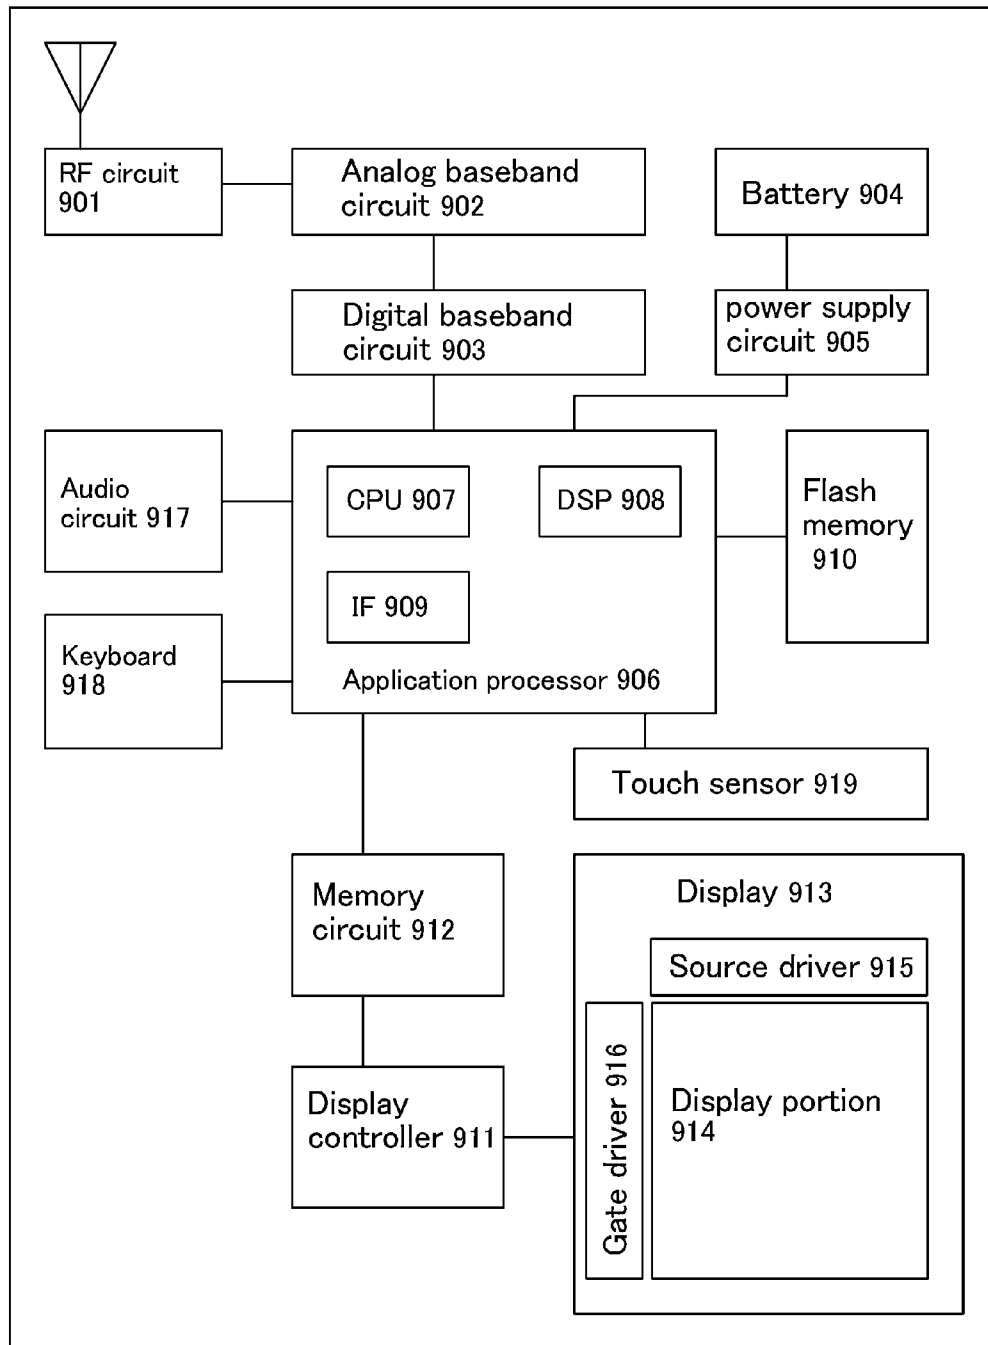 RF circuit
901
Analog baseband
circuit 902
Battery 904
Digital baseband
circuit 903
power supply
circuit 905
Audio
circuit 917
CPU 907
DSP 908
Flash
memory
910
IF 909
Keyboard
918
Application processor 906
Touch sensor 919
Memory
circuit 912
Display 913
Source driver 915
Gate driver 916
Display portion
914
Display
controller 911